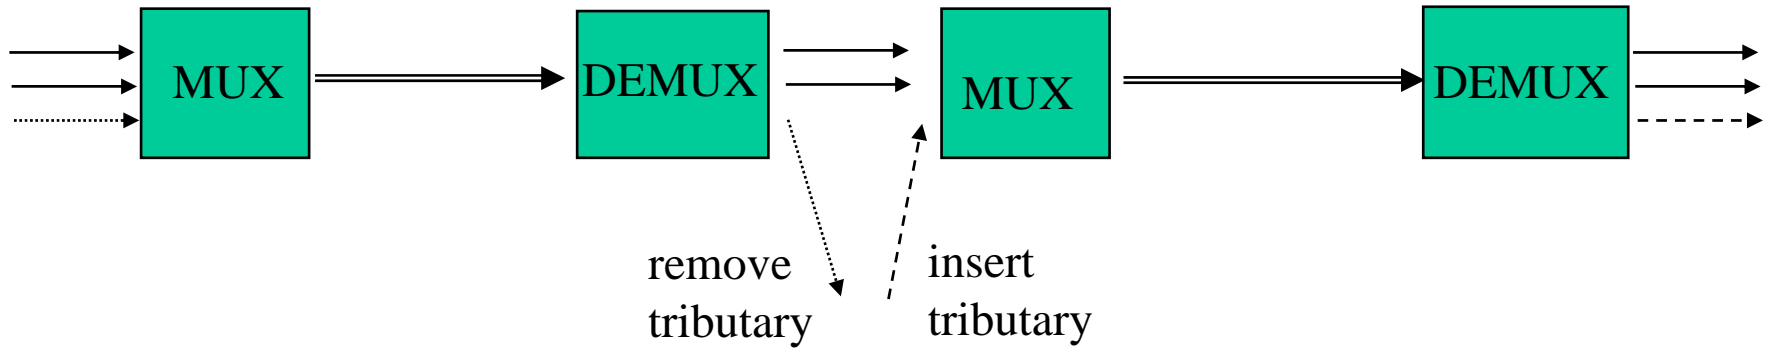 MUX
DEMUX
MUX
DEMUX
remove
tributary
insert
tributary